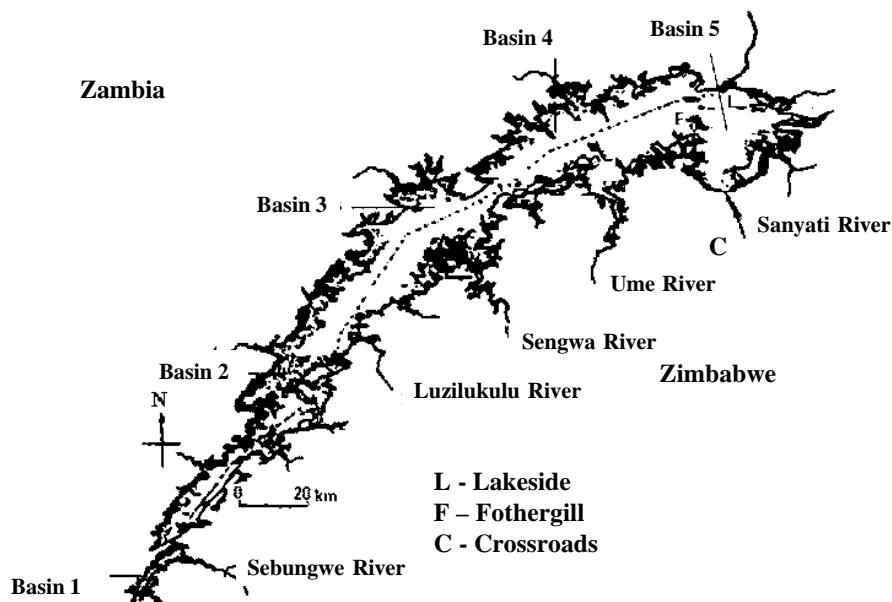 Basin 4
Basin 5
Zambia
L
F
Basin 3
Sanyati River
C
Ume River
Sengwa River
Basin 2
Zimbabwe
Luzilukulu River
N
0 20 km
L - Lakeside
F – Fothergill
C - Crossroads
Sebungwe River
Basin 1